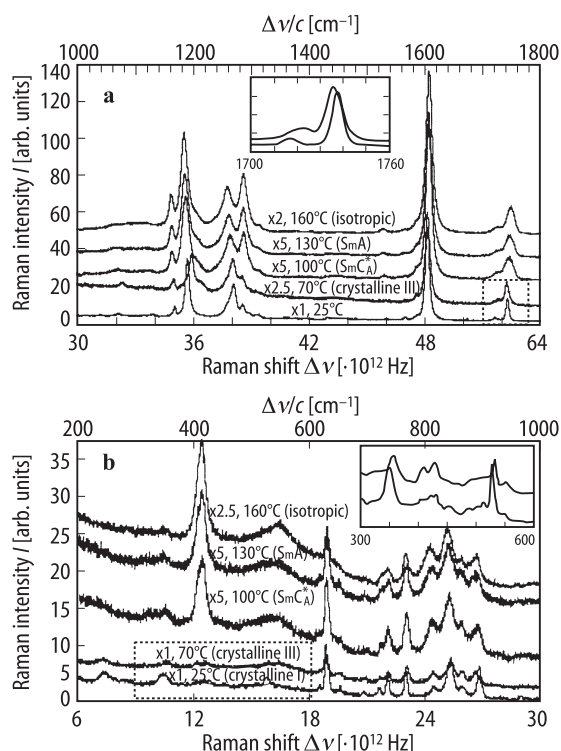 Δν/c [cm⁻¹]
1000 1200 1400 1600 1800
140
120
100
80
60
40
20
0
Raman intensity I [arb. units]
a
1700 1760
x2, 160°C (isotropic)
x5, 130°C (SmA)
x5, 100°C (SmC*A)
x2.5, 70°C (crystalline III)
x1, 25°C
30 36 42 48 64
Raman shift Δν [·10¹² Hz]
Δν/c [cm⁻¹]
200 400 600 800 1000
35
30
25
20
15
10
5
0
Raman intensity I [arb. units]
b
300 600
x2.5, 160°C (isotropic)
x5, 130°C (SmA)
x5, 100°C (SmC*A)
x1, 70°C (crystalline III)
x1, 25°C (crystalline I)
6 12 18 24 30
Raman shift Δν [·10¹² Hz]